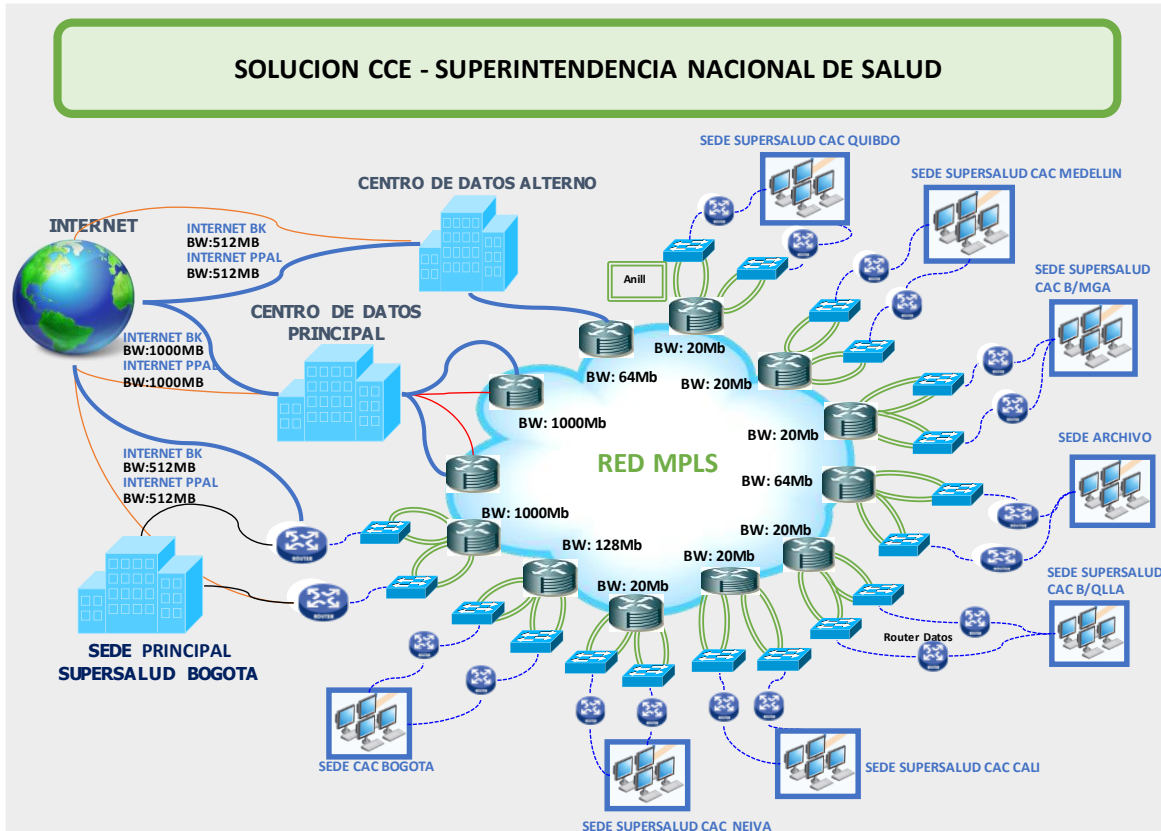 SOLUCION CCE - SUPERINTENDENCIA NACIONAL DE SALUD
SEDE SUPERSALUD CAC QUIBDO
SEDE SUPERSALUD CAC MEDELLIN
CENTRO DE DATOS ALTERNO
INTERNET
INTERNET BK
BW:512MB
INTERNET PPAL
BW:512MB
Anill
SEDE SUPERSALUD
CAC B/MGA
CENTRO DE DATOS
PRINCIPAL
INTERNET BK
BW:1000MB
INTERNET PPAL
BW:1000MB
BW: 20Mb
BW: 64Mb
BW: 20Mb
BW: 1000Mb
BW: 20Mb
SEDE ARCHIVO
RED MPLS
INTERNET BK
BW:512MB
INTERNET PPAL
BW:512MB
BW: 64Mb
BW: 1000Mb
BW: 128Mb
BW: 20Mb
BW: 20Mb
BW: 20Mb
ROUTER
ROUTER
SEDE SUPERSALUD
CAC B/QLLA
Router Datos
SEDE PRINCIPAL
SUPERSALUD BOGOTA
SEDE CAC BOGOTA
SEDE SUPERSALUD CAC CALI
SEDE SUPERSALUD CAC NEIVA